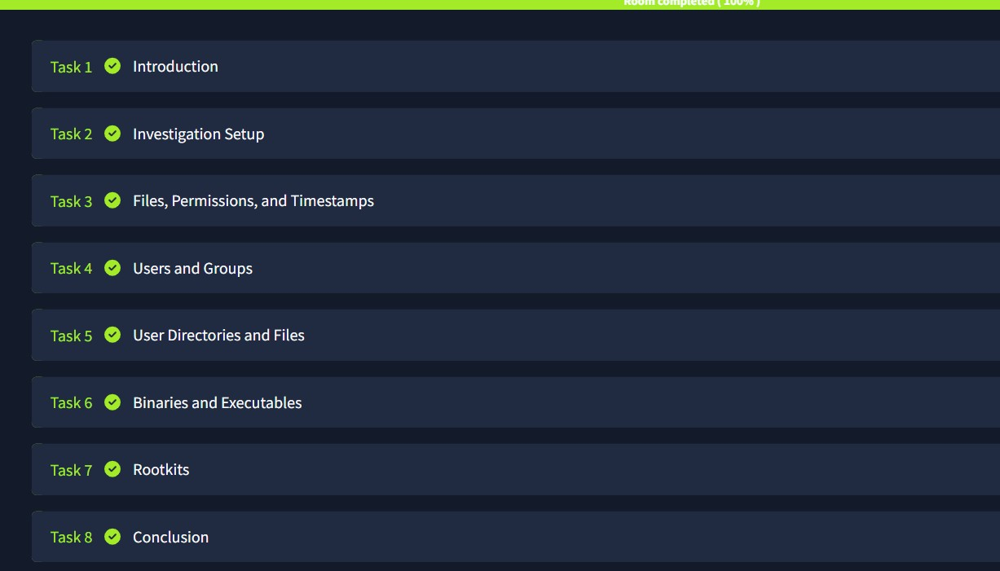 Room completed ( 100% )
Task 1 Introduction
Task 2 Investigation Setup
Task 3 Files, Permissions, and Timestamps
Task 4 Users and Groups
Task 5 User Directories and Files
Task 6 Binaries and Executables
Task 7 Rootkits
Task 8 Conclusion